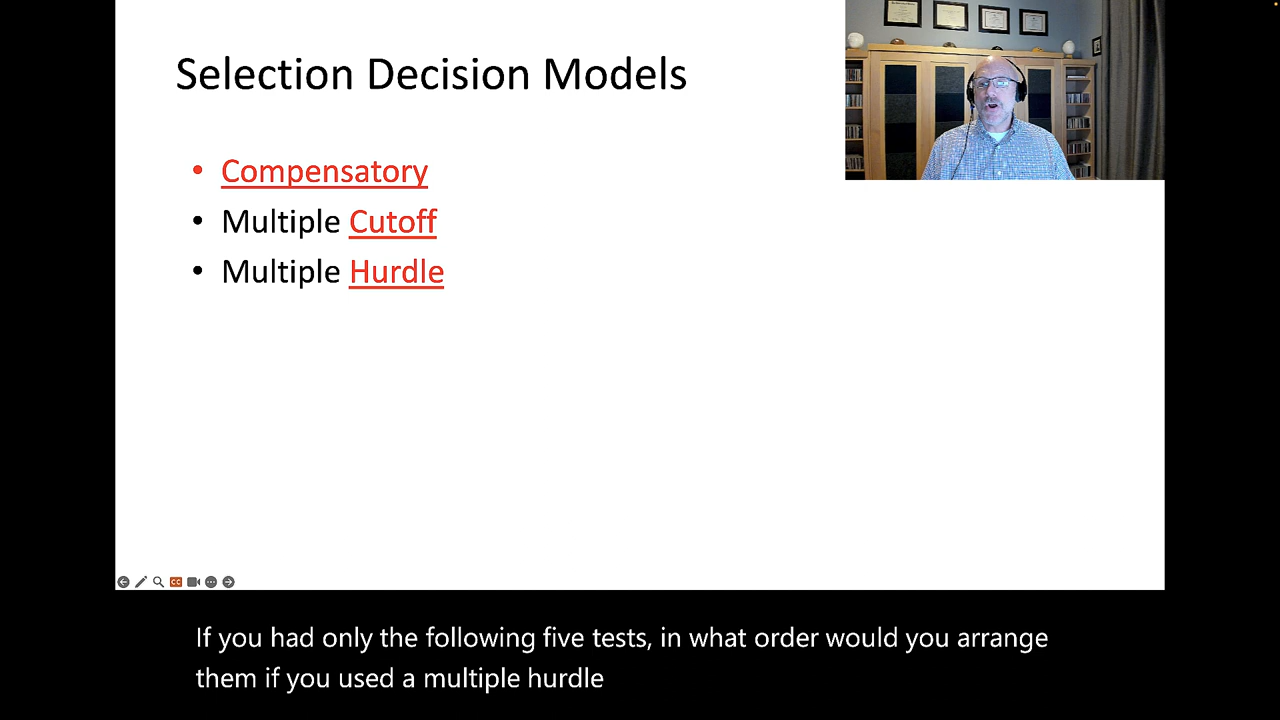 Selection Decision Models
• Compensatory
• Multiple Cutoff
• Multiple Hurdle
CC
If you had only the following five tests, in what order would you arrange
them if you used a multiple hurdle